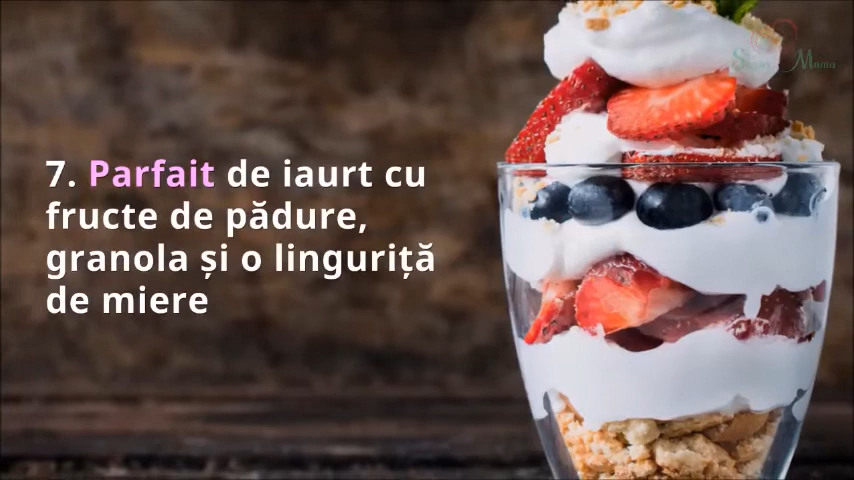 7. Parfait de iaurt cu
fructe de pădure,
granola și o linguriță
de miere